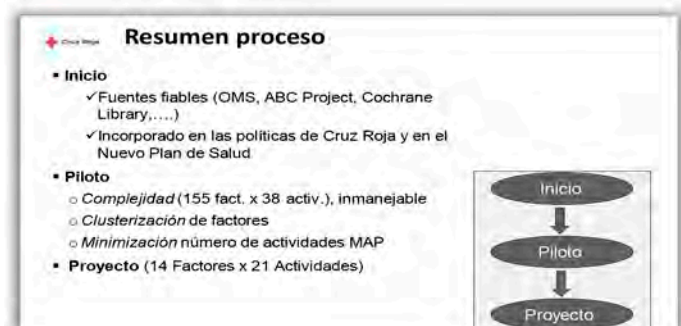 Cruz Roja
Resumen proceso
▪ Inicio
✓Fuentes fiables (OMS, ABC Project, Cochrane
Library,....)
✓Incorporado en las políticas de Cruz Roja y en el
Nuevo Plan de Salud
▪ Piloto
o Complejidad (155 fact. x 38 activ.), inmanejable
o Clusterización de factores
o Minimización número de actividades MAP
▪ Proyecto (14 Factores x 21 Actividades)
Inicio
Piloto
Proyecto